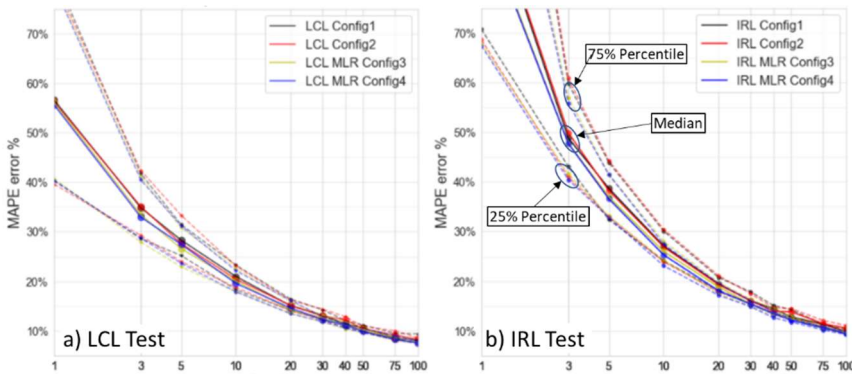 70%
60%
50%
40%
30%
20%
10%
MAPE error %
LCL Config1
LCL Config2
LCL MLR Config3
LCL MLR Config4
a) LCL Test
1 3 5 10 20 30 40 50 75 100
70%
60%
50%
40%
30%
20%
10%
MAPE error %
IRL Config1
IRL Config2
IRL MLR Config3
IRL MLR Config4
75% Percentile
Median
25% Percentile
b) IRL Test
1 3 5 10 20 30 40 50 75 100